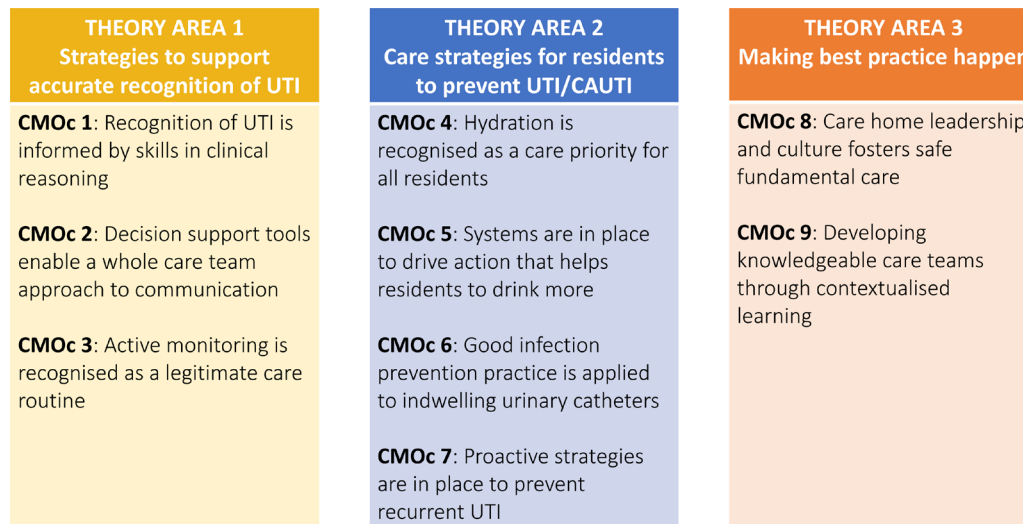 THEORY AREA 1
Strategies to support
accurate recognition of UTI
CMOc 1: Recognition of UTI is
informed by skills in clinical
reasoning
CMOc 2: Decision support tools
enable a whole care team
approach to communication
CMOc 3: Active monitoring is
recognised as a legitimate care
routine
THEORY AREA 2
Care strategies for residents
to prevent UTI/CAUTI
CMOc 4: Hydration is
recognised as a care priority for
all residents
CMOc 5: Systems are in place
to drive action that helps
residents to drink more
CMOc 6: Good infection
prevention practice is applied
to indwelling urinary catheters
CMOc 7: Proactive strategies
are in place to prevent
recurrent UTI
THEORY AREA 3
Making best practice happen
CMOc 8: Care home leadership
and culture fosters safe
fundamental care
CMOc 9: Developing
knowledgeable care teams
through contextualised
learning